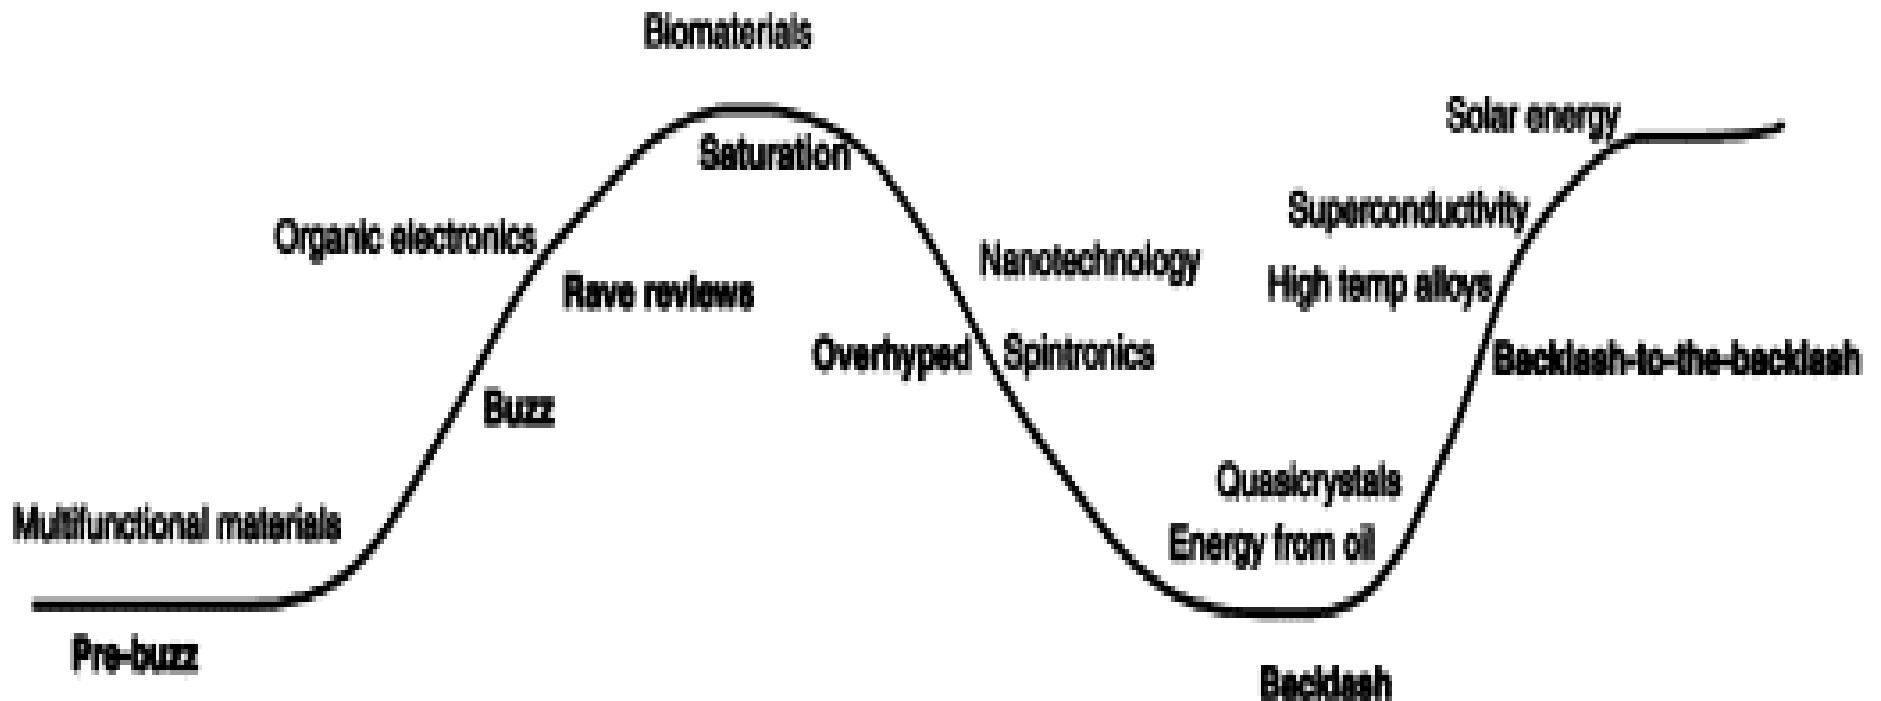 Biomaterials
Solar energy
Saturation
Superconductivity
Organic electronics
Nanotechnology
High temp alloys
Rave reviews
Overhyped
Spintronics
Backlash-to-the-backlash
Buzz
Quasicrystals
Multifunctional materials
Energy from oil
Pre-buzz
Backlash